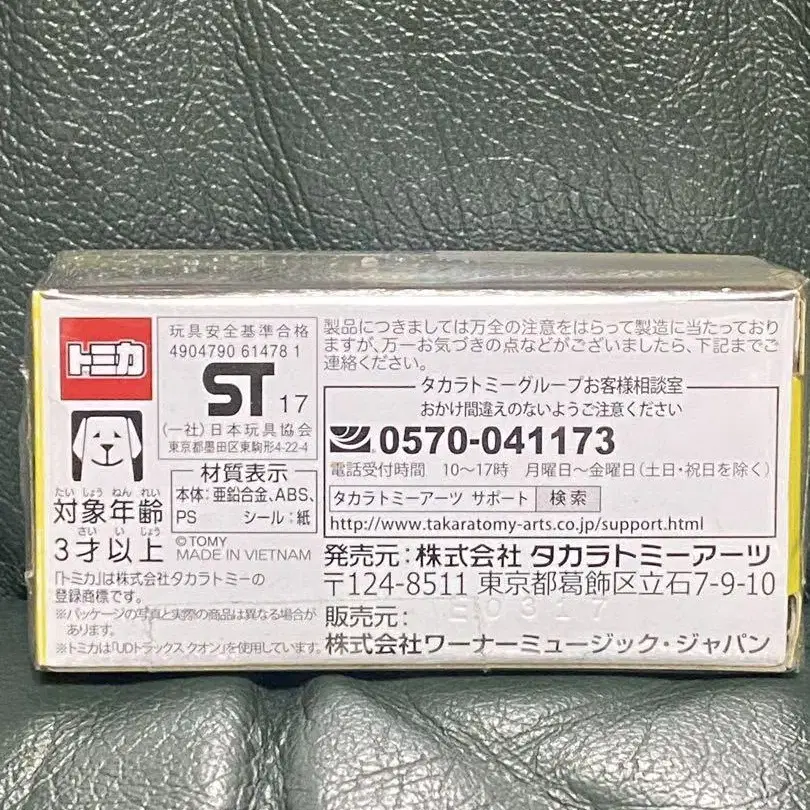 トミカ
玩具安全基準合格
4904790 61478 1
ST 17
(一社)日本玩具協会
東京都墨田区東駒形4-22-4
たいしょうねんれい
対象年齢
さいいじょう
3才以上
材質表示
本体:亜鉛合金、ABS、
PS シール:紙
©TOMY
MADE IN VIETNAM
「トミカ」は株式会社タカラトミーの
登録商標です。
※パッケージの写真と実際の商品は異なる場合が
あります。
※トミカは「UDトラックス クオン」を使用しています。
製品につきましては万全の注意をはらって製造に当たっており
ますが、万一お気づきの点などがございましたら、下記までご
連絡ください。
タカラトミーグループお客様相談室
おかけ間違えのないようご注意ください
0570-041173
電話受付時間 10〜17時 月曜日〜金曜日(土日・祝日を除く)
タカラトミーアーツ サポート 検索
http://www.takaratomy-arts.co.jp/support.html
発売元:株式会社 タカラトミーアーツ
〒124-8511 東京都葛飾区立石7-9-10
E0317
販売元:
株式会社ワーナーミュージック・ジャパン